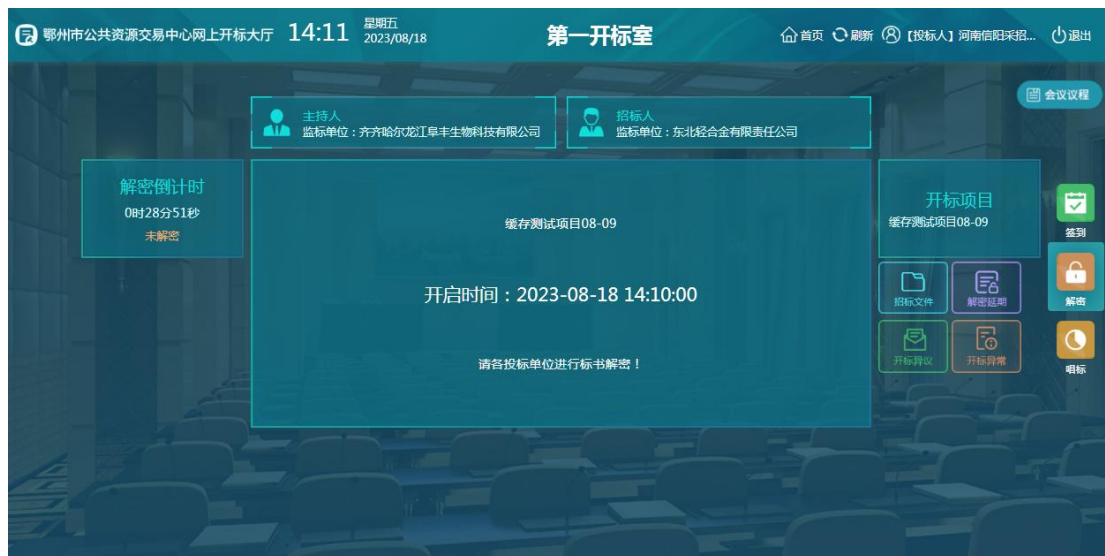 鄂州市公共资源交易中心网上开标大厅 14:11 星期五 2023/08/18
第一开标室
首页 刷新 【投标人】河南信阳采招... 退出
会议议程
主持人
监标单位：齐齐哈尔龙江阜丰生物科技有限公司
招标人
监标单位：东北轻合金有限责任公司
解密倒计时
0时28分51秒
未解密
缓存测试项目08-09
开启时间：2023-08-18 14:10:00
请各投标单位进行标书解密！
开标项目
缓存测试项目08-09
招标文件
解密延期
开标异议
开标异常
签到
解密
唱标